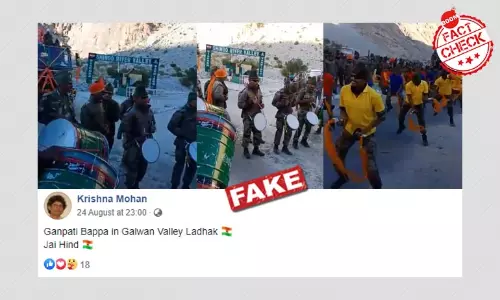 100%
FACT
CHECK
FAKE
Krishna Mohan
24 August at 23:00 ·
Ganpati Bappa in Galwan Valley Ladhak 🇮🇳
Jai Hind 🇮🇳
18